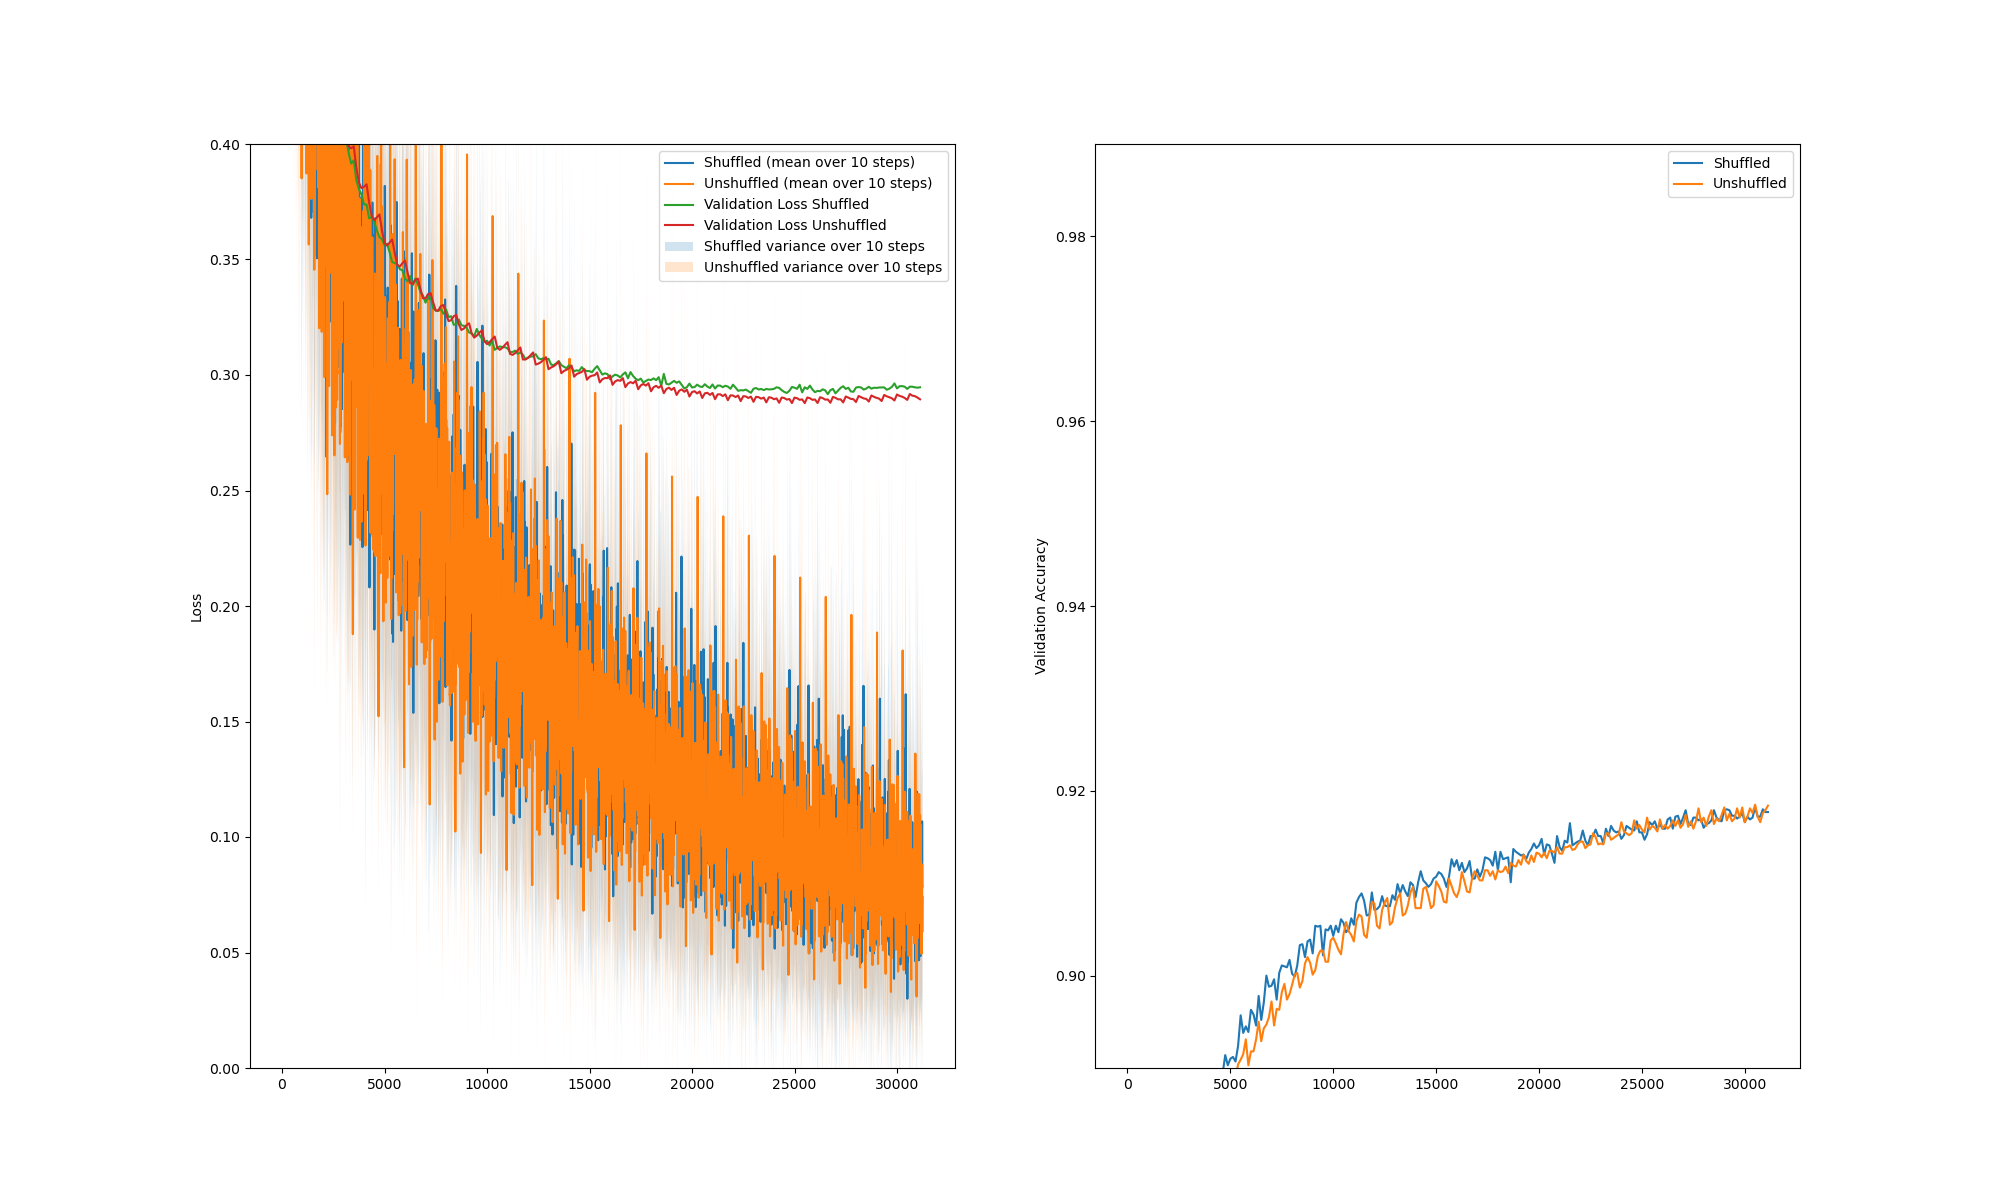 Loss
0.40
0.35
0.30
0.25
0.20
0.15
0.10
0.05
0.00
0 5000 10000 15000 20000 25000 30000
Shuffled (mean over 10 steps)
Unshuffled (mean over 10 steps)
Validation Loss Shuffled
Validation Loss Unshuffled
Shuffled variance over 10 steps
Unshuffled variance over 10 steps
Validation Accuracy
0.98
0.96
0.94
0.92
0.90
0 5000 10000 15000 20000 25000 30000
Shuffled
Unshuffled